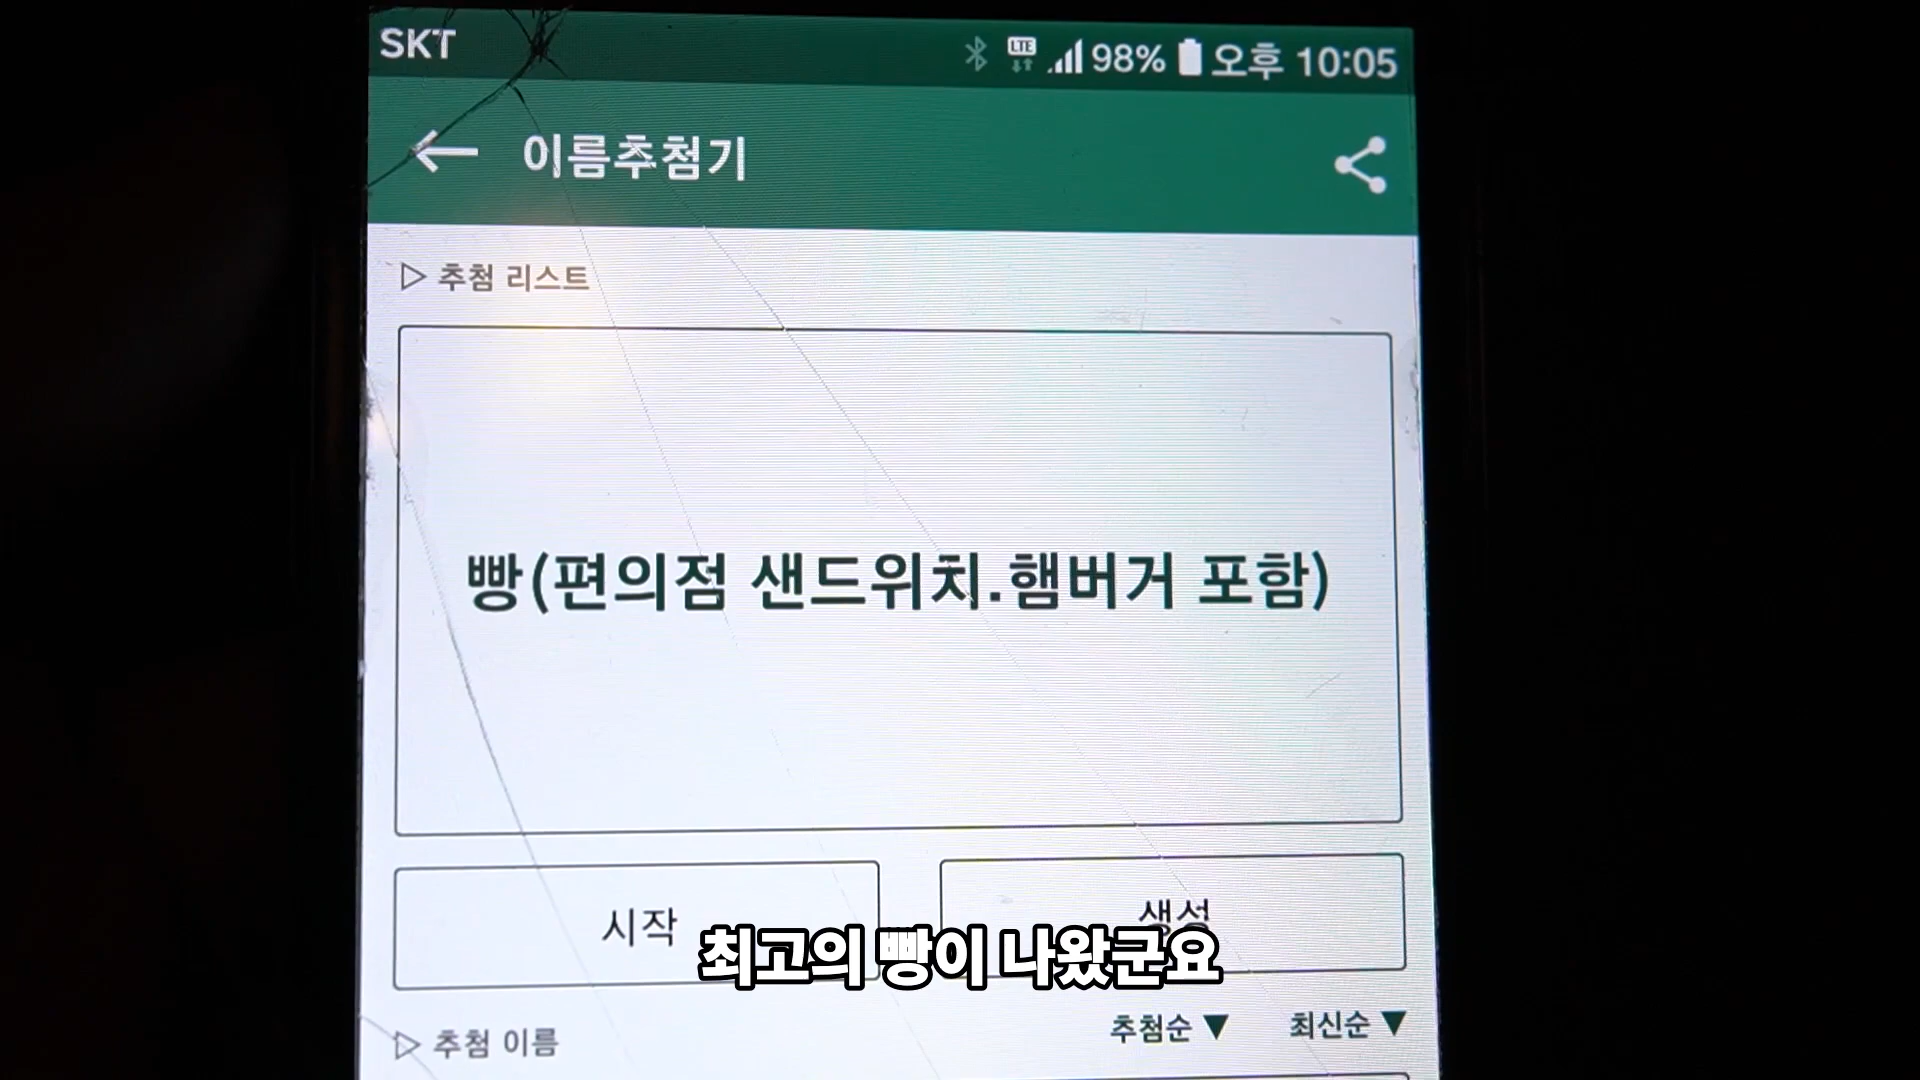 SKT LTE 98% 오후 10:05
이름추첨기
▷ 추첨 리스트
빵(편의점 샌드위치.햄버거 포함)
시작 생성
최고의 빵이 나왔군요
▷ 추첨 이름 추첨순 ▼ 최신순 ▼